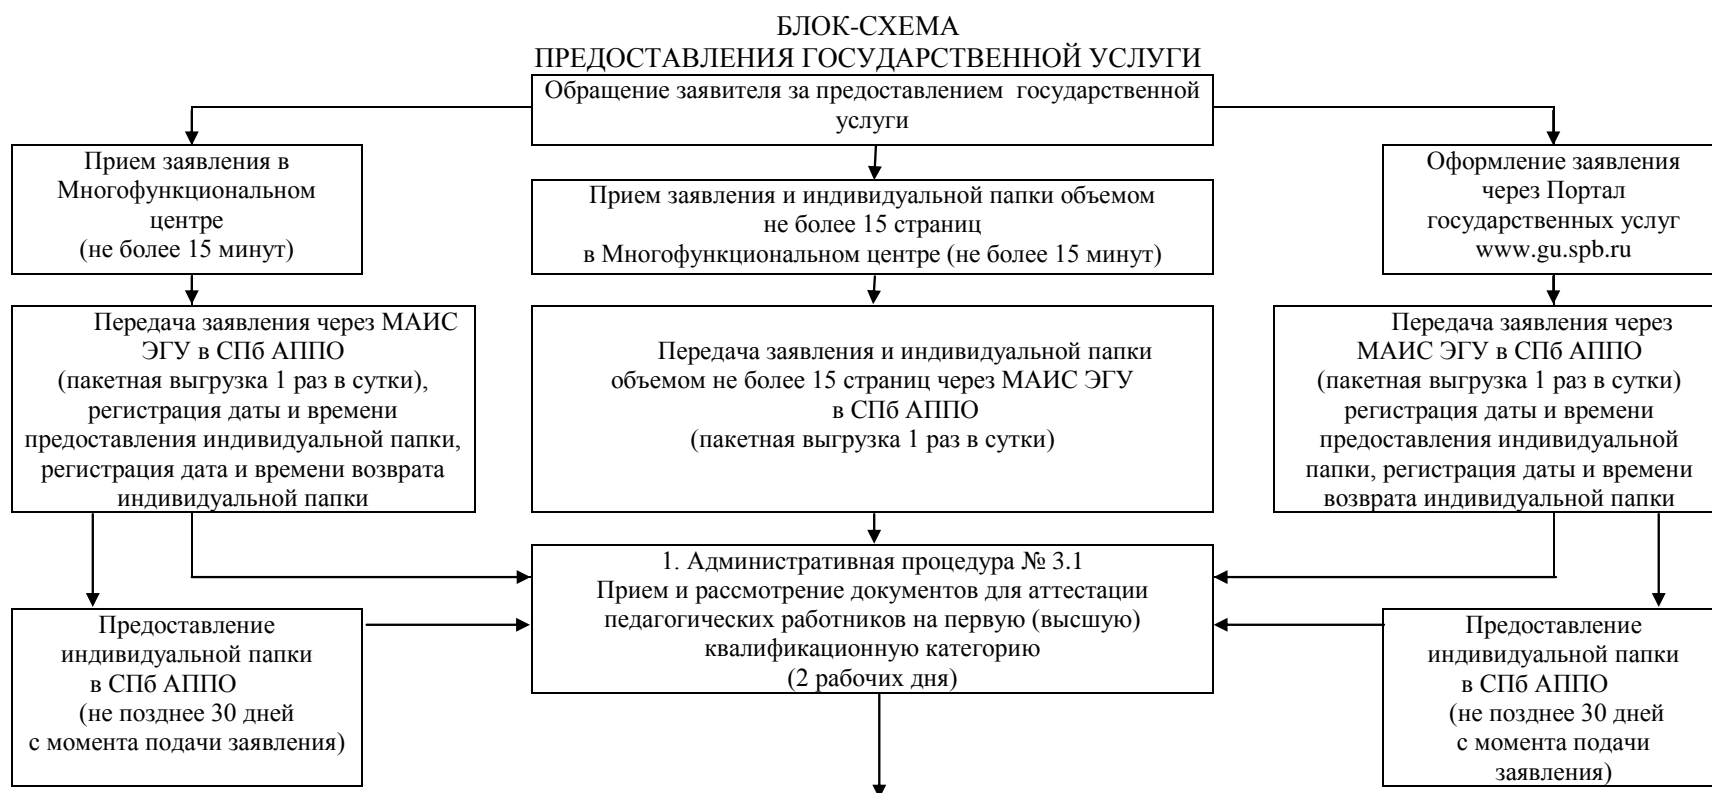 БЛОК-СХЕМА
ПРЕДОСТАВЛЕНИЯ ГОСУДАРСТВЕННОЙ УСЛУГИ
Обращение заявителя за предоставлением государственной
услуги
Прием заявления в
Многофункциональном
центре
(не более 15 минут)
Прием заявления и индивидуальной папки объемом
не более 15 страниц
в Многофункциональном центре (не более 15 минут)
Оформление заявления
через Портал
государственных услуг
www.gu.spb.ru
Передача заявления через МАИС
ЭГУ в СПб АППО
(пакетная выгрузка 1 раз в сутки),
регистрация даты и времени
предоставления индивидуальной папки,
регистрация дата и времени возврата
индивидуальной папки
Передача заявления и индивидуальной папки
объемом не более 15 страниц через МАИС ЭГУ
в СПб АППО
(пакетная выгрузка 1 раз в сутки)
Передача заявления через
МАИС ЭГУ в СПб АППО
(пакетная выгрузка 1 раз в сутки)
регистрация даты и времени
предоставления индивидуальной
папки, регистрация даты и времени
возврата индивидуальной папки
1. Административная процедура № 3.1
Прием и рассмотрение документов для аттестации
педагогических работников на первую (высшую)
квалификационную категорию
(2 рабочих дня)
Предоставление
индивидуальной папки
в СПб АППО
(не позднее 30 дней
с момента подачи заявления)
Предоставление
индивидуальной папки
в СПб АППО
(не позднее 30 дней
с момента подачи
заявления)